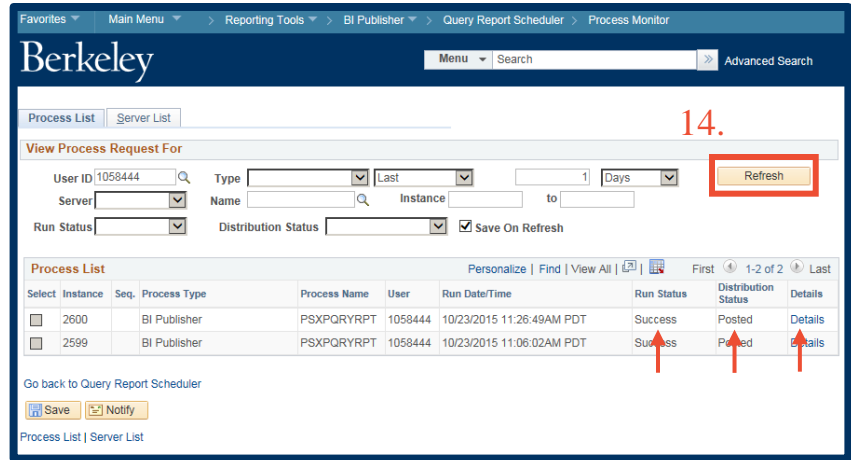 Favorites Main Menu > Reporting Tools > BI Publisher > Query Report Scheduler > Process Monitor
Berkeley
Menu Search » Advanced Search
Process List Server List
14.
View Process Request For
User ID 1058444 Type Last 1 Days Refresh
Server Name Instance to
Run Status Distribution Status Save On Refresh
Process List Personalize | Find | View All | | First 1-2 of 2 Last
Select Instance Seq. Process Type Process Name User Run Date/Time Run Status Distribution Status Details
2600 BI Publisher PSXPQRYRPT 1058444 10/23/2015 11:26:49AM PDT Success Posted Details
2599 BI Publisher PSXPQRYRPT 1058444 10/23/2015 11:06:02AM PDT Success Posted Details
Go back to Query Report Scheduler
Save Notify
Process List | Server List